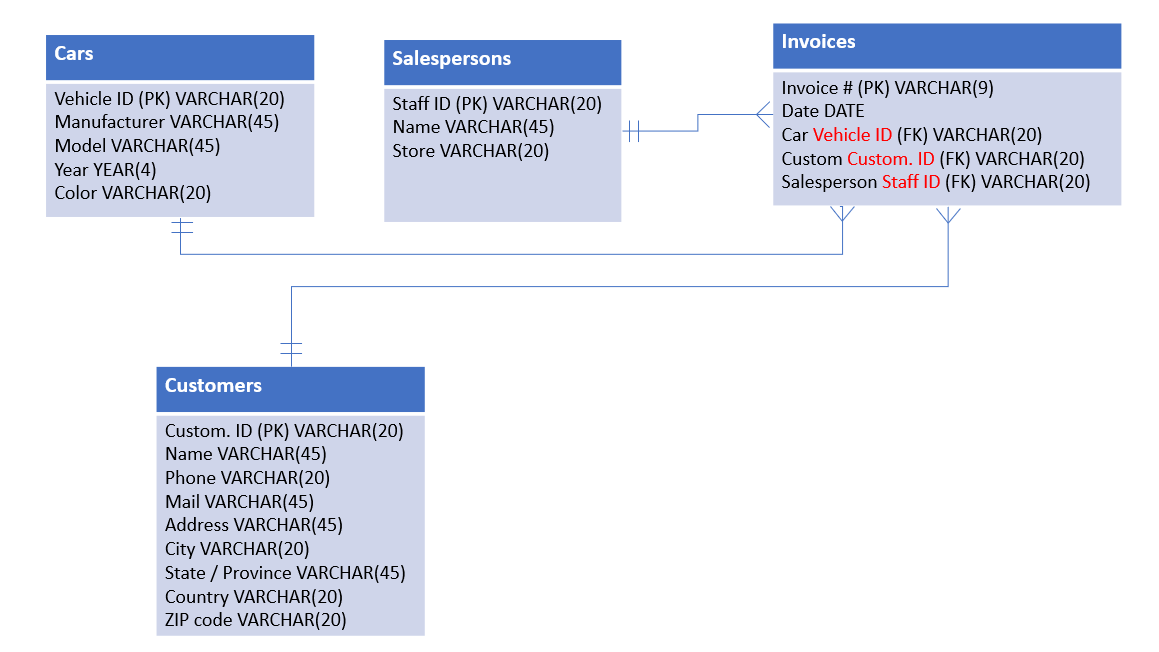 Cars
Vehicle ID (PK) VARCHAR(20)
Manufacturer VARCHAR(45)
Model VARCHAR(45)
Year YEAR(4)
Color VARCHAR(20)
Salespersons
Staff ID (PK) VARCHAR(20)
Name VARCHAR(45)
Store VARCHAR(20)
Invoices
Invoice # (PK) VARCHAR(9)
Date DATE
Car Vehicle ID (FK) VARCHAR(20)
Custom Custom. ID (FK) VARCHAR(20)
Salesperson Staff ID (FK) VARCHAR(20)
Customers
Custom. ID (PK) VARCHAR(20)
Name VARCHAR(45)
Phone VARCHAR(20)
Mail VARCHAR(45)
Address VARCHAR(45)
City VARCHAR(20)
State / Province VARCHAR(45)
Country VARCHAR(20)
ZIP code VARCHAR(20)